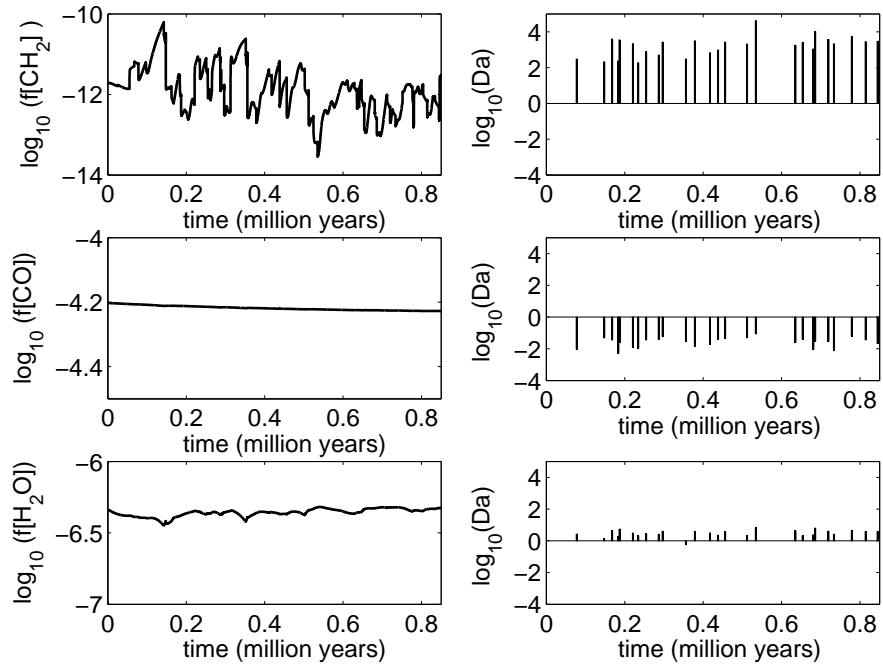 −10
−12
−14
log10 (f[CH2])
0 0.2 0.4 0.6 0.8
time (million years)
4
2
0
−2
−4
log10(Da)
0 0.2 0.4 0.6 0.8
time (million years)
−4
−4.2
−4.4
log10 (f[CO])
0 0.2 0.4 0.6 0.8
time (million years)
4
2
0
−2
−4
log10(Da)
0 0.2 0.4 0.6 0.8
time (million years)
−6
−6.5
−7
log10 (f[H2O])
0 0.2 0.4 0.6 0.8
time (million years)
4
2
0
−2
−4
log10(Da)
0 0.2 0.4 0.6 0.8
time (million years)